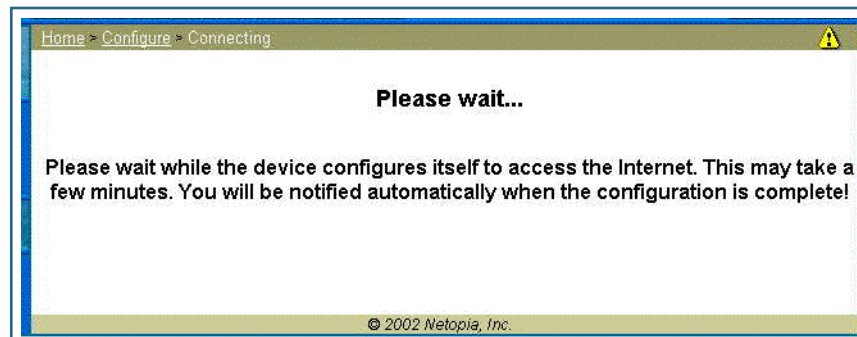 Home > Configure > Connecting
Please wait...
Please wait while the device configures itself to access the Internet. This may take a
few minutes. You will be notified automatically when the configuration is complete!
© 2002 Netopia, Inc.